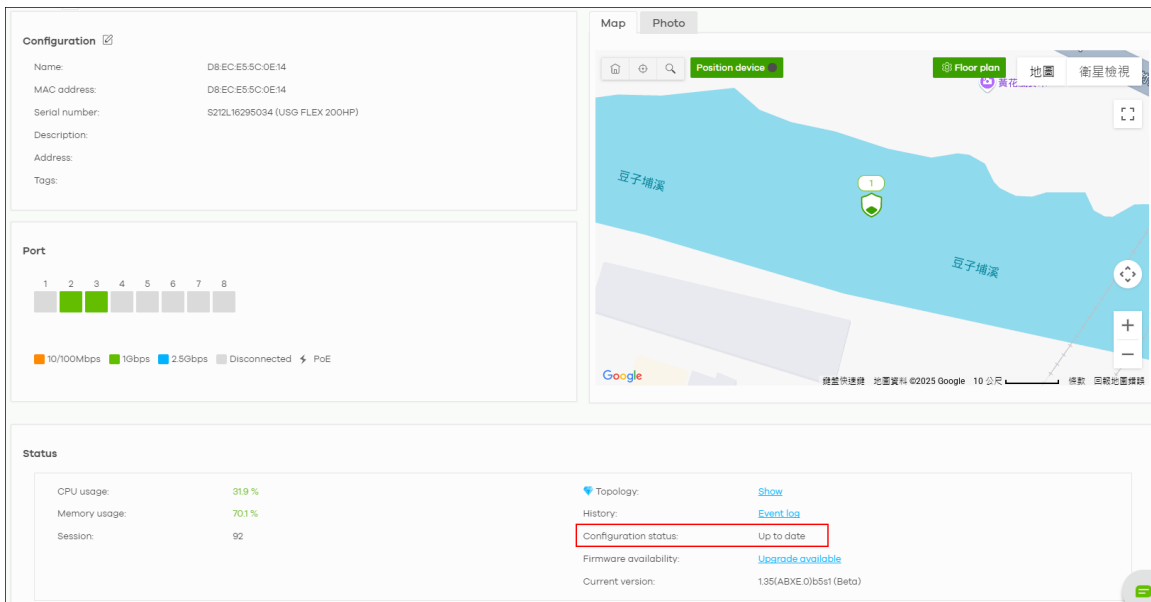 Configuration
Name: D8:EC:E5:5C:0E:14
MAC address: D8:EC:E5:5C:0E:14
Serial number: S212L16295034 (USG FLEX 200HP)
Description:
Address:
Tags:
Port
1 2 3 4 5 6 7 8
10/100Mbps 1Gbps 2.5Gbps Disconnected PoE
Map Photo
Position device
Floor plan
地圖 衛星檢視
豆子埔溪
1
豆子埔溪
Google
鍵盤快速鍵 地圖資料 ©2025 Google 10 公尺 條款 回報地圖錯誤
Status
CPU usage: 31.9 %
Memory usage: 70.1 %
Session: 92
Topology: Show
History: Event log
Configuration status: Up to date
Firmware availability: Upgrade available
Current version: 1.35(ABXE.0)b5s1 (Beta)